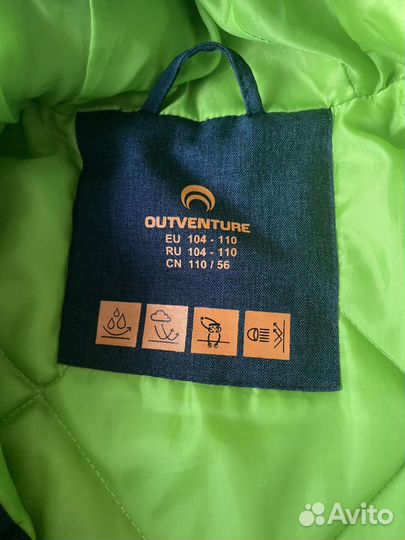 OUTVENTURE
EU 104 - 110
RU 104 - 110
CN 110 / 56
Avito